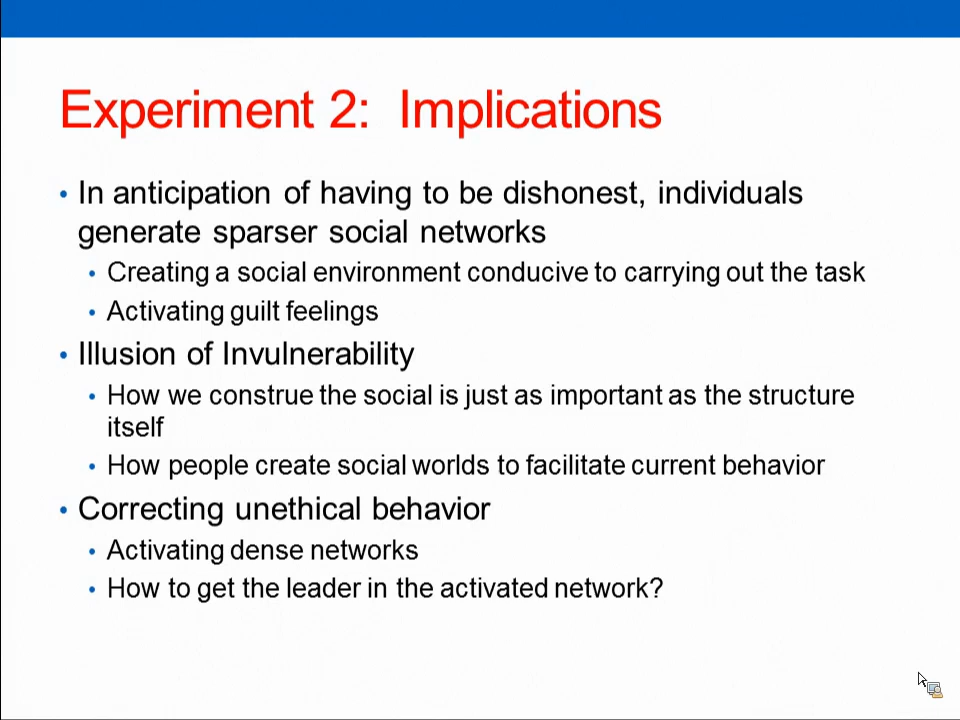 Experiment 2: Implications
• In anticipation of having to be dishonest, individuals
generate sparser social networks
• Creating a social environment conducive to carrying out the task
• Activating guilt feelings
• Illusion of Invulnerability
• How we construe the social is just as important as the structure
itself
• How people create social worlds to facilitate current behavior
• Correcting unethical behavior
• Activating dense networks
• How to get the leader in the activated network?